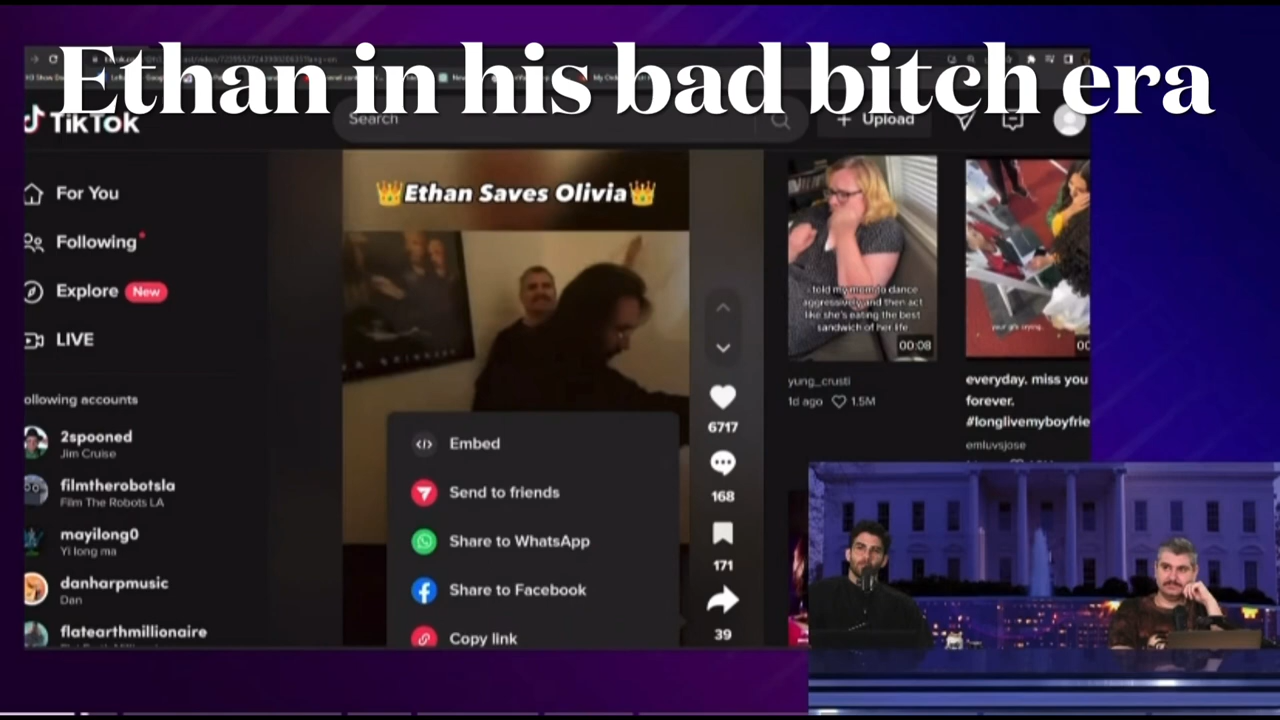 Ethan in his bad bitch era
TikTok
Search
Upload
For You
Following
Explore New
LIVE
ollowing accounts
2spooned
Jim Cruise
filmtherobotsla
Film The Robots LA
mayilong0
Yi long ma
danharpmusic
Dan
flatearthmillionaire
👑Ethan Saves Olivia👑
Embed
Send to friends
Share to WhatsApp
Share to Facebook
Copy link
6717
168
171
39
told my mom to dance
aggressively and then act
like she's eating the best
sandwich of her life
00:08
yung_crusti
1d ago 1.5M
your gfs crying.
00
everyday. miss you
forever.
#longlivemyboyfrie
emluvsjose